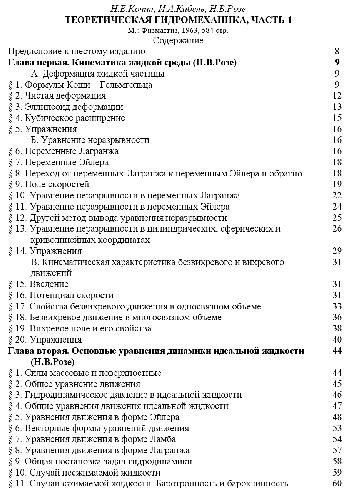 Н.Е.Кочин, И.А.Кибель, Н.В.Розе
ТЕОРЕТИЧЕСКАЯ ГИДРОМЕХАНИКА, ЧАСТЬ 1
М.: Физматгиз, 1963, 584 стр.
Содержание
Предисловие к шестому изданию 8
Глава первая. Кинематика жидкой среды (Н.В.Розе) 9
А. Деформация жидкой частицы 9
§ 1. Формулы Коши – Гельмгольца 9
§ 2. Чистая деформация 12
§ 3. Эллипсоид деформации 13
§ 4. Кубическое расширение 15
§ 5. Упражнения 16
Б. Уравнение неразрывности 16
§ 6. Переменные Лагранжа 16
§ 7. Переменные Эйлера 18
§ 8. Переход от переменных Лагранжа к переменным Эйлера и обратно 18
§ 9. Поле скоростей 19
§ 10. Уравнение неразрывности в переменных Лагранжа 22
§ 11. Уравнение неразрывности в переменных Эйлера 24
§ 12. Другой метод вывода уравнения неразрывности 25
§ 13. Уравнение неразрывности в цилиндрических, сферических и 26
криволинейных координатах
§ 14. Упражнения 29
В. Кинематическая характеристика безвихревого и вихревого 31
движений
§ 15. Введение 31
§ 16. Потенциал скорости 31
§ 17. Свойства безвихревого движения в односвязном объеме 33
§ 18. Безвихревое движение в многосвязном объеме 36
§ 19. Вихревое поле и его свойства 38
§ 20. Упражнения 40
Глава вторая. Основные уравнения динамики идеальной жидкости 44
(Н.В.Розе)
§ 1. Силы массовые и поверхностные 44
§ 2. Общее уравнение движения 45
§ 3. Гидродинамическое давление в идеальной жидкости 46
§ 4. Общие уравнения движения идеальной жидкости 47
§ 5. Уравнения движения в форме Эйлера 48
§ 6. Векторные формы уравнений движения 53
§ 7. Уравнения движения в форме Ламба 54
§ 8. Уравнения движения в форме Лагранжа 57
§ 9. Общая постановка задач гидродинамики 58
§ 10. Случай несжимаемой жидкости 59
§ 11. Случай сжимаемой жидкости. Баротропность и бароклинность 60